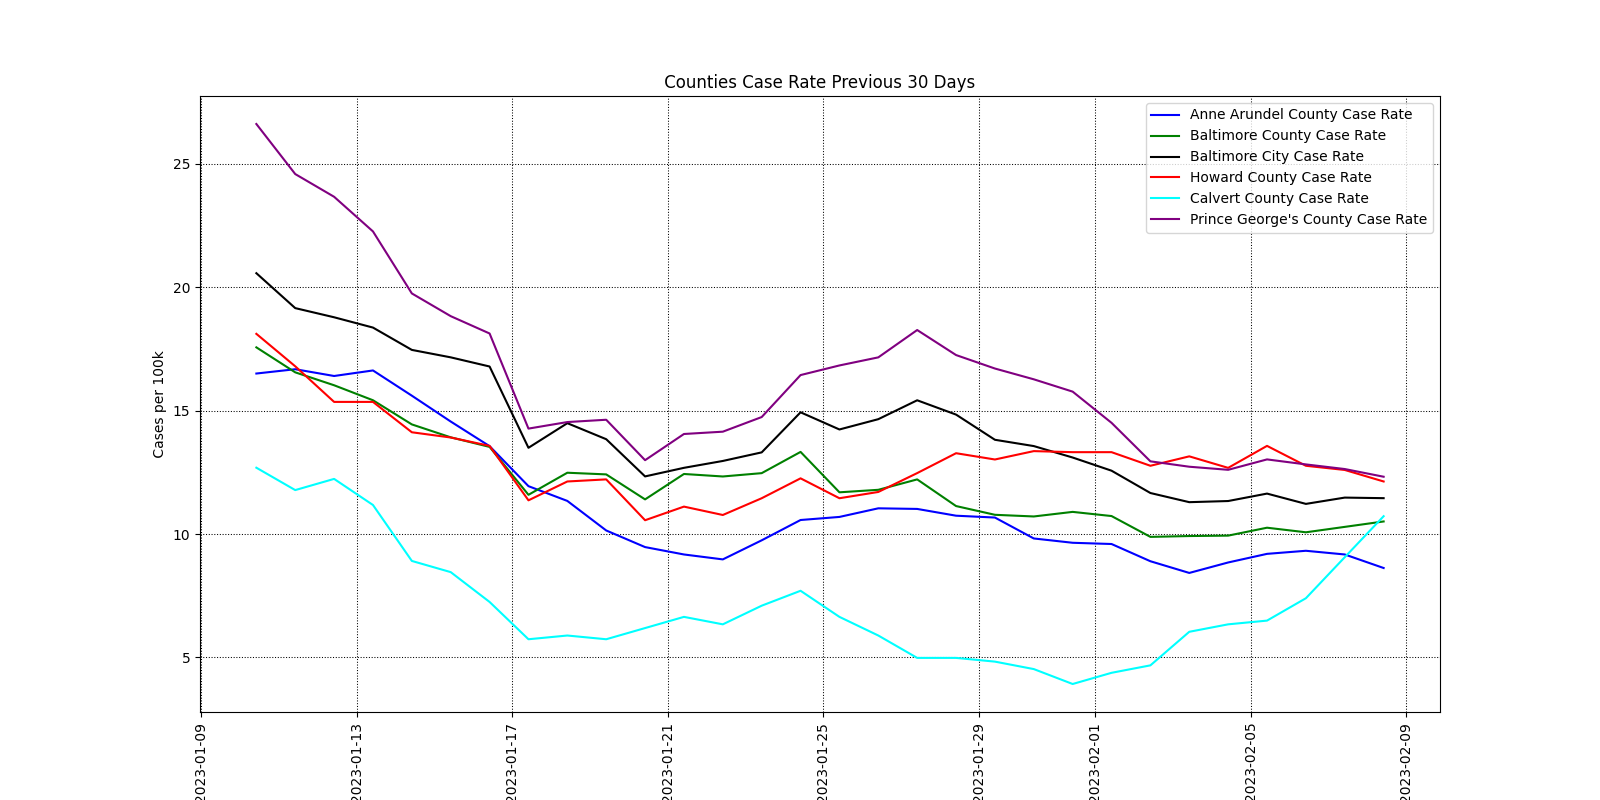 Counties Case Rate Previous 30 Days
Anne Arundel County Case Rate
Baltimore County Case Rate
Baltimore City Case Rate
Howard County Case Rate
Calvert County Case Rate
Prince George's County Case Rate
Cases per 100k
25
20
15
10
5
2023-01-09
2023-01-13
2023-01-17
2023-01-21
2023-01-25
2023-01-29
2023-02-01
2023-02-05
2023-02-09